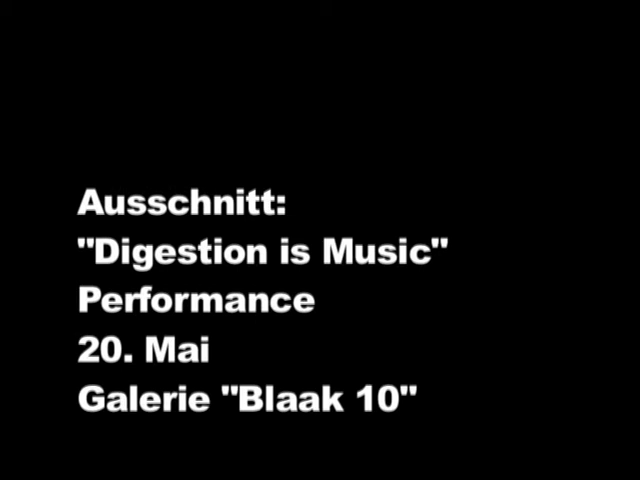 Ausschnitt:
"Digestion is Music"
Performance
20. Mai
Galerie "Blaak 10"